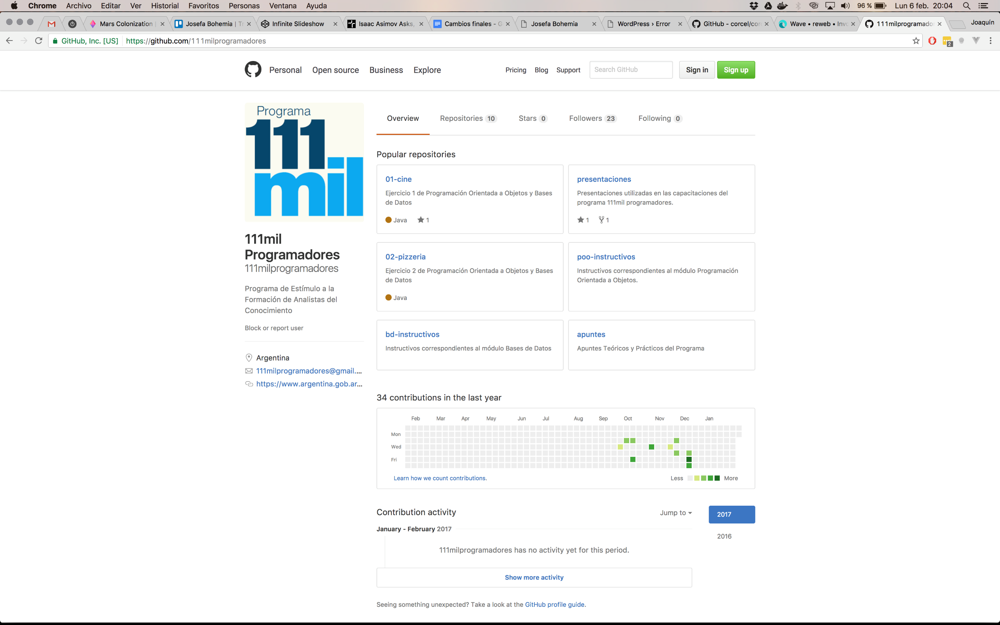 Chrome Archivo Editar Ver Historial Favoritos Personas Ventana Ayuda 96 % Lun 6 feb. 20:04
Mars Colonization Josefa Bohemia | Tr Infinite Slideshow Isaac Asimov Asks, Cambios finales - G Josefa Bohemia WordPress › Error GitHub - corcel/cor Wave • reweb • Invo 111milprogramador Joaquín
GitHub, Inc. [US] https://github.com/111milprogramadores 2
Personal Open source Business Explore Pricing Blog Support Search GitHub Sign in Sign up
Programa
111
mil
111mil
Programadores
111milprogramadores
Programa de Estímulo a la
Formación de Analistas del
Conocimiento
Block or report user
Argentina
111milprogramadores@gmail....
https://www.argentina.gob.ar...
Overview Repositories 10 Stars 0 Followers 23 Following 0
Popular repositories
01-cine
Ejercicio 1 de Programación Orientada a Objetos y Bases
de Datos
Java 1
presentaciones
Presentaciones utilizadas en las capacitaciones del
programa 111mil programadores.
1 1
02-pizzeria
Ejercicio 2 de Programación Orientada a Objetos y Bases
de Datos
Java
poo-instructivos
Instructivos correspondientes al módulo Programación
Orientada a Objetos.
bd-instructivos
Instructivos correspondientes al módulo Bases de Datos
apuntes
Apuntes Teóricos y Prácticos del Programa
34 contributions in the last year
Feb Mar Apr May Jun Jul Aug Sep Oct Nov Dec Jan
Mon
Wed
Fri
Learn how we count contributions. Less More
Contribution activity Jump to 2017
January - February 2017
2016
111milprogramadores has no activity yet for this period.
Show more activity
Seeing something unexpected? Take a look at the GitHub profile guide.